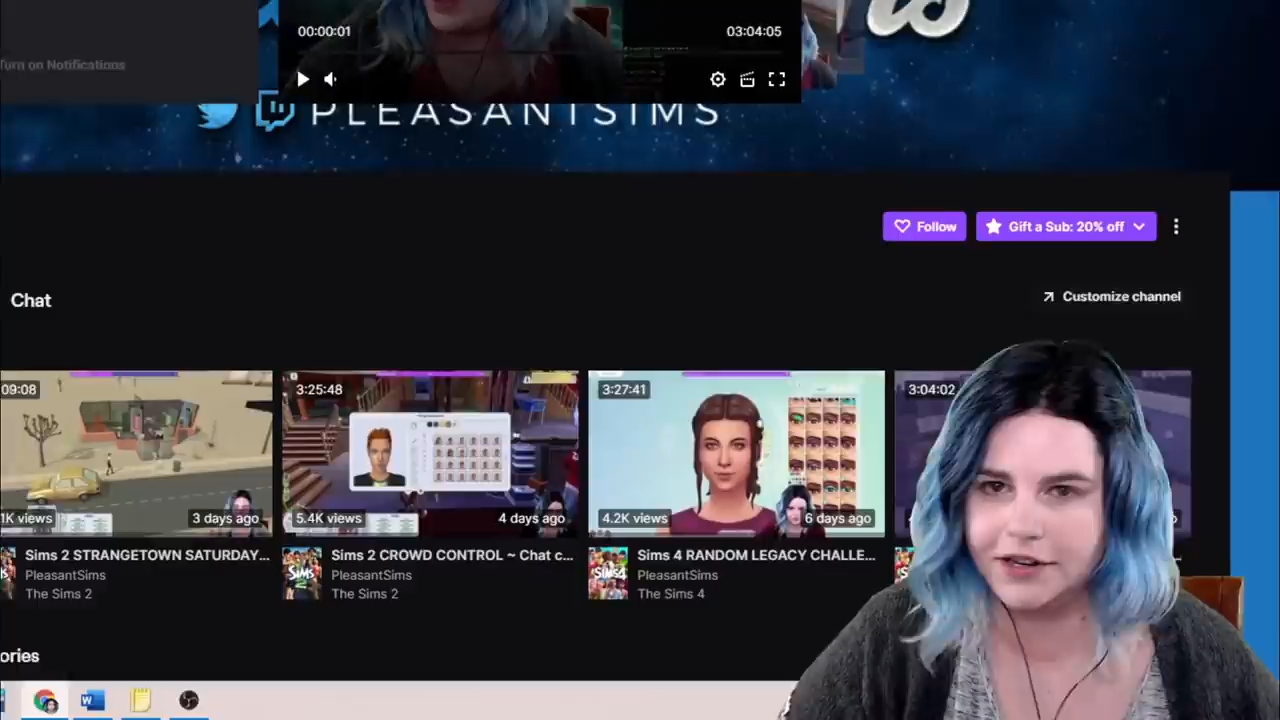 is
00:00:01
03:04:05
Turn on Notifications
PLEASANTSIMS
Follow
Gift a Sub: 20% off
Chat
Customize channel
09:08
3:25:48
3:27:41
3:04:02
1K views
3 days ago
5.4K views
4 days ago
4.2K views
6 days ago
Sims 2 STRANGETOWN SATURDAY...
Sims 2 CROWD CONTROL ~ Chat c...
Sims 4 RANDOM LEGACY CHALLE...
PleasantSims
PleasantSims
PleasantSims
The Sims 2
The Sims 2
The Sims 4
ories